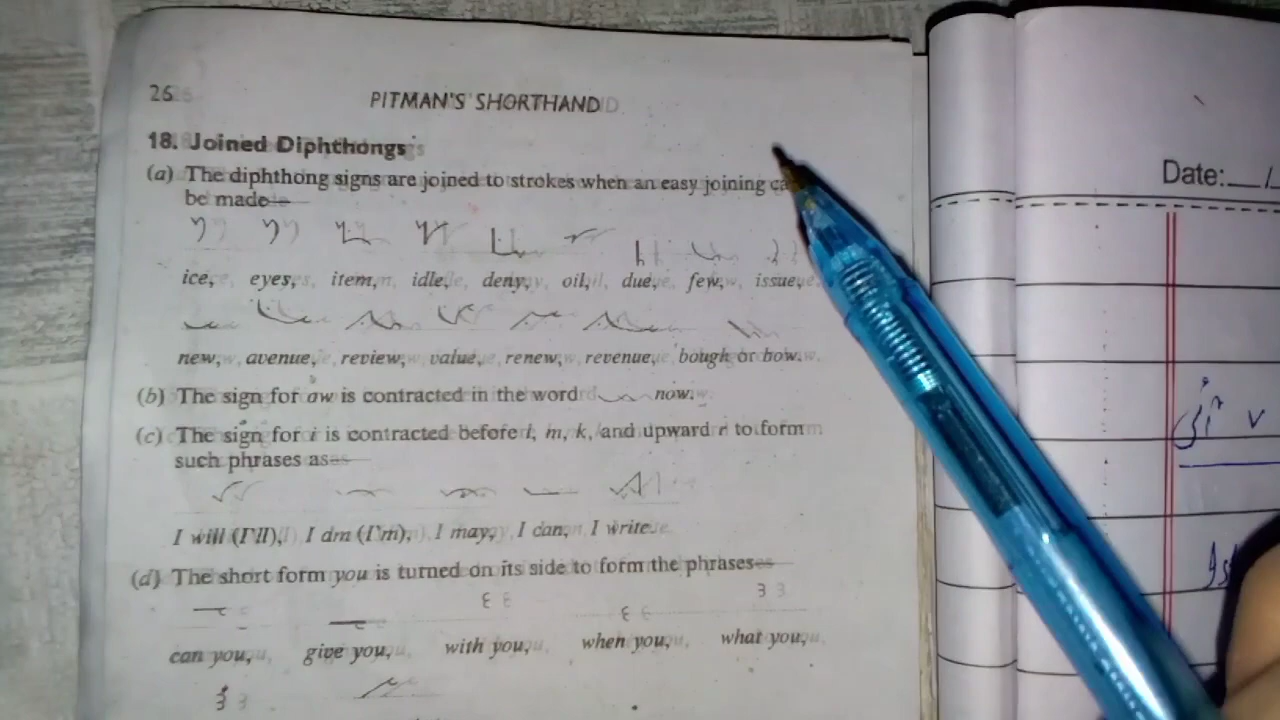 26
PITMAN'S SHORTHAND
18. Joined Diphthongs
(a) The diphthong signs are joined to strokes when an easy joining
be made—
ice, eyes, item, idle, deny, oil, due, few, issue,
new, avenue, review, value, renew, revenue, bough or bow.
(b) The sign for ow is contracted in the word now.
(c) The sign for i is contracted before l, m, k, and upward r to form
such phrases as—
I will (I'll), I am (I'm), I may, I can, I write.
(d) The short form you is turned on its side to form the phrases—
can you, give you, with you, when you, what you,
Date: